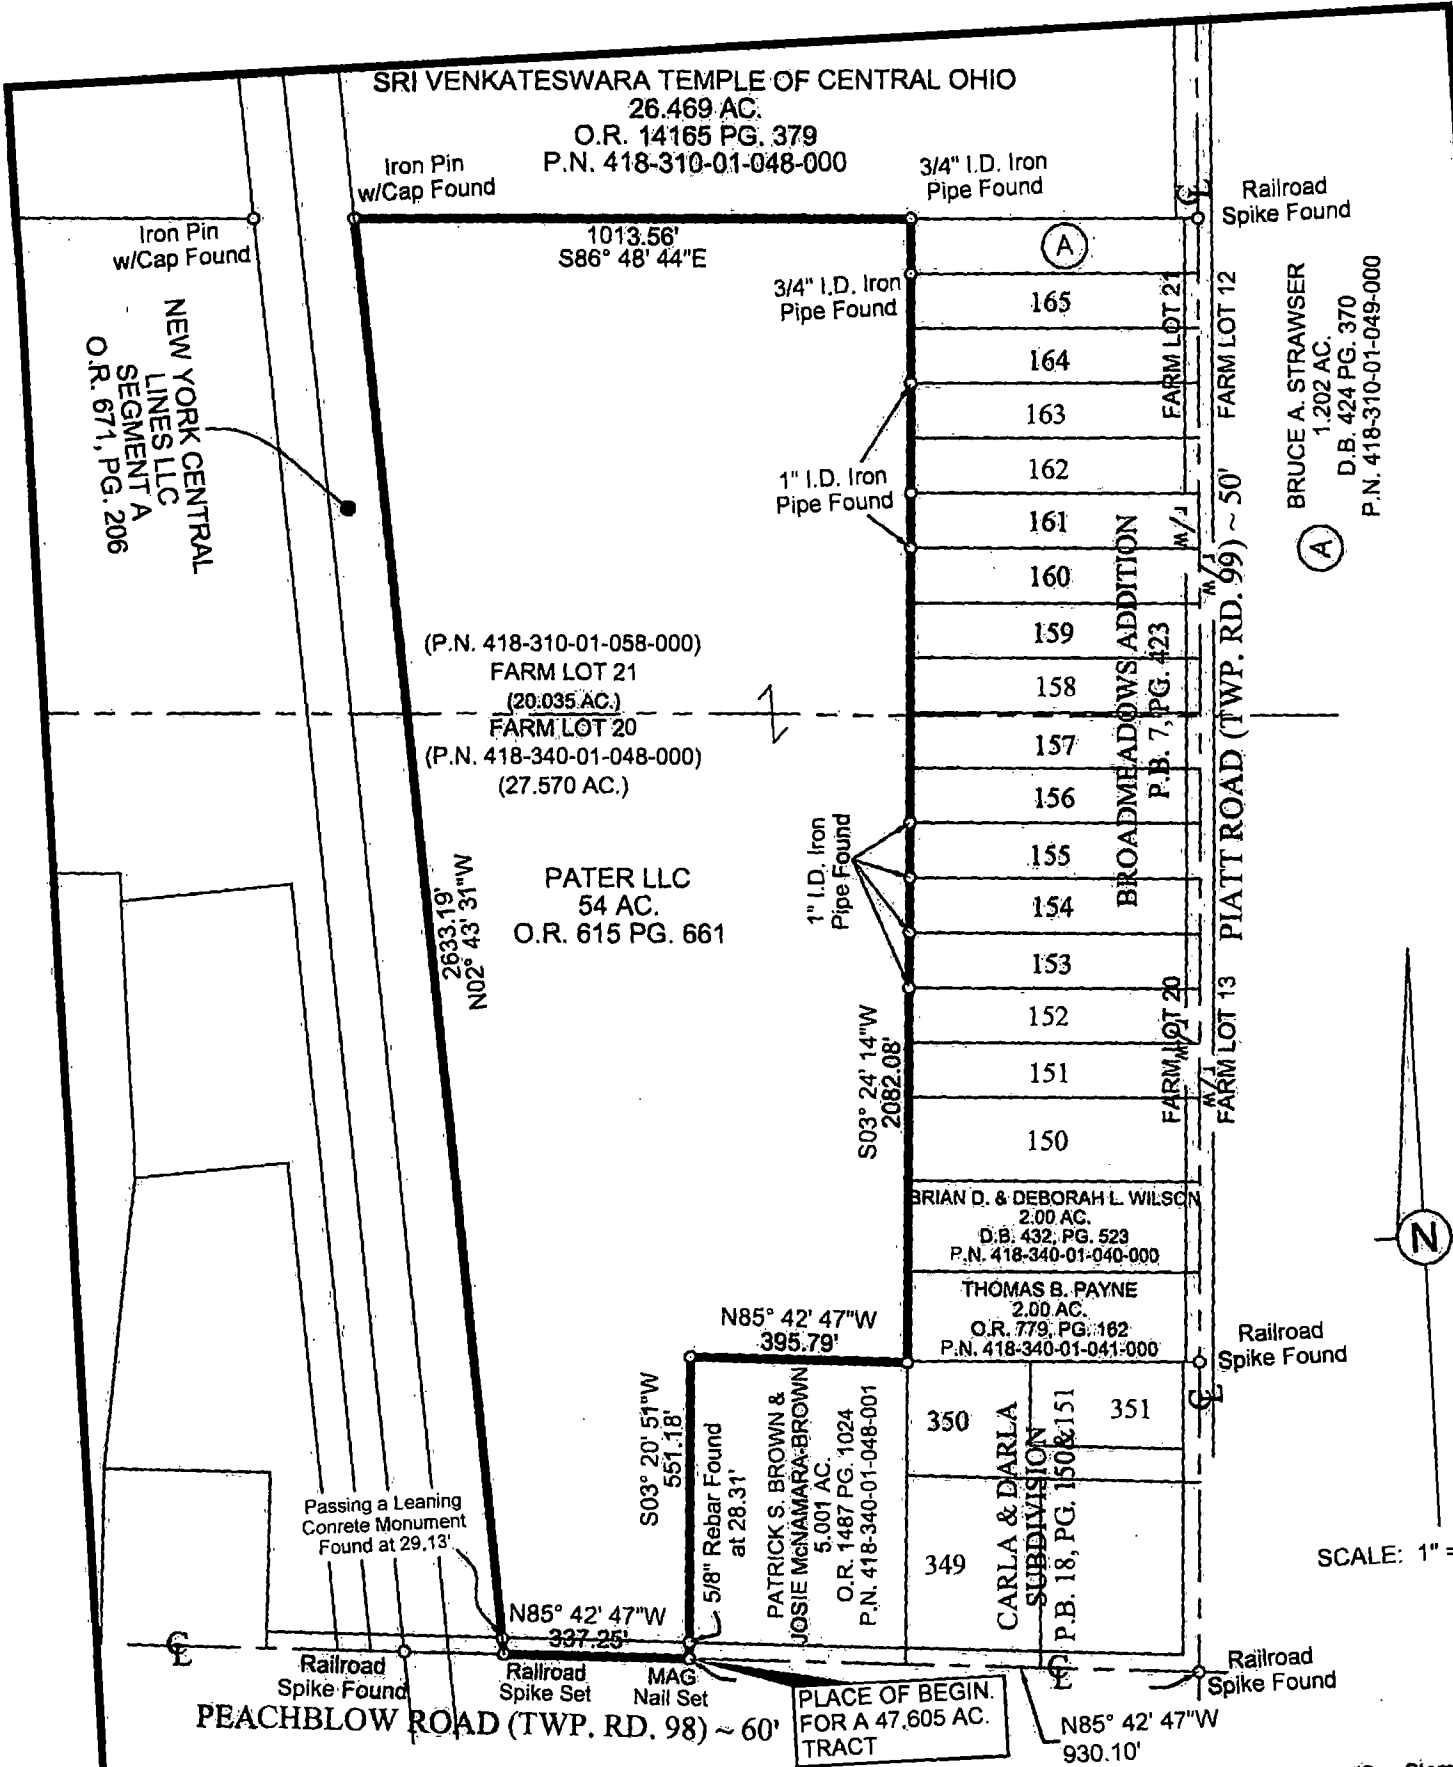 SRI VENKATESWARA TEMPLE OF CENTRAL OHIO
26.469 AC.
O.R. 14165 PG. 379
P.N. 418-310-01-048-000
Iron Pin
w/Cap Found
3/4" I.D. Iron
Pipe Found
Railroad
Spike Found
Iron Pin
w/Cap Found
1013.56'
S86° 48' 44"E
A
3/4" I.D. Iron
Pipe Found
165
164
163
162
161
160
159
158
157
156
155
154
153
152
151
150
FARM LOT 21
FARM LOT 12
BRUCE A. STRAWSER
1.202 AC.
D.B. 424 PG. 370
P.N. 418-310-01-049-000
A
NEW YORK CENTRAL
LINES LLC
SEGMENT A
O.R. 671, PG. 206
1" I.D. Iron
Pipe Found
R/W
R/W
BROADMEADOWS ADDITION
P.B. 7, PG. 423
PIATT ROAD (TWP. RD. 99) ~ 50'
(P.N. 418-310-01-058-000)
FARM LOT 21
(20.035 AC.)
FARM LOT 20
(P.N. 418-340-01-048-000)
(27.570 AC.)
PATER LLC
54 AC.
O.R. 615 PG. 661
2633.19'
N02° 43' 31"W
1" I.D. Iron
Pipe Found
S03° 24' 14"W
2082.08'
FARM LOT 20
R/W
R/W
FARM LOT 13
BRIAN D. & DEBORAH L. WILSON
2.00 AC.
D.B. 432, PG. 523
P.N. 418-340-01-040-000
THOMAS B. PAYNE
2.00 AC.
O.R. 779, PG. 162
P.N. 418-340-01-041-000
N
N85° 42' 47"W
395.79'
Railroad
Spike Found
S03° 20' 51"W
551.18'
5/8" Rebar Found
at 28.31'
PATRICK S. BROWN &
JOSIE McNAMARA-BROWN
5.001 AC.
O.R. 1487 PG. 1024
P.N. 418-340-01-048-001
350
351
349
CARLA & DARLA
SUBDIVISION
P.B. 18, PG. 150&151
Passing a Leaning
Conrete Monument
Found at 29.13'
SCALE: 1" =
N85° 42' 47"W
337.25'
Railroad
Spike Found
Railroad
Spike Set
MAG
Nail Set
Railroad
Spike Found
PEACHBLOW ROAD (TWP. RD. 98) ~ 60'
PLACE OF BEGIN.
FOR A 47.605 AC.
TRACT
N85° 42' 47"W
930.10'